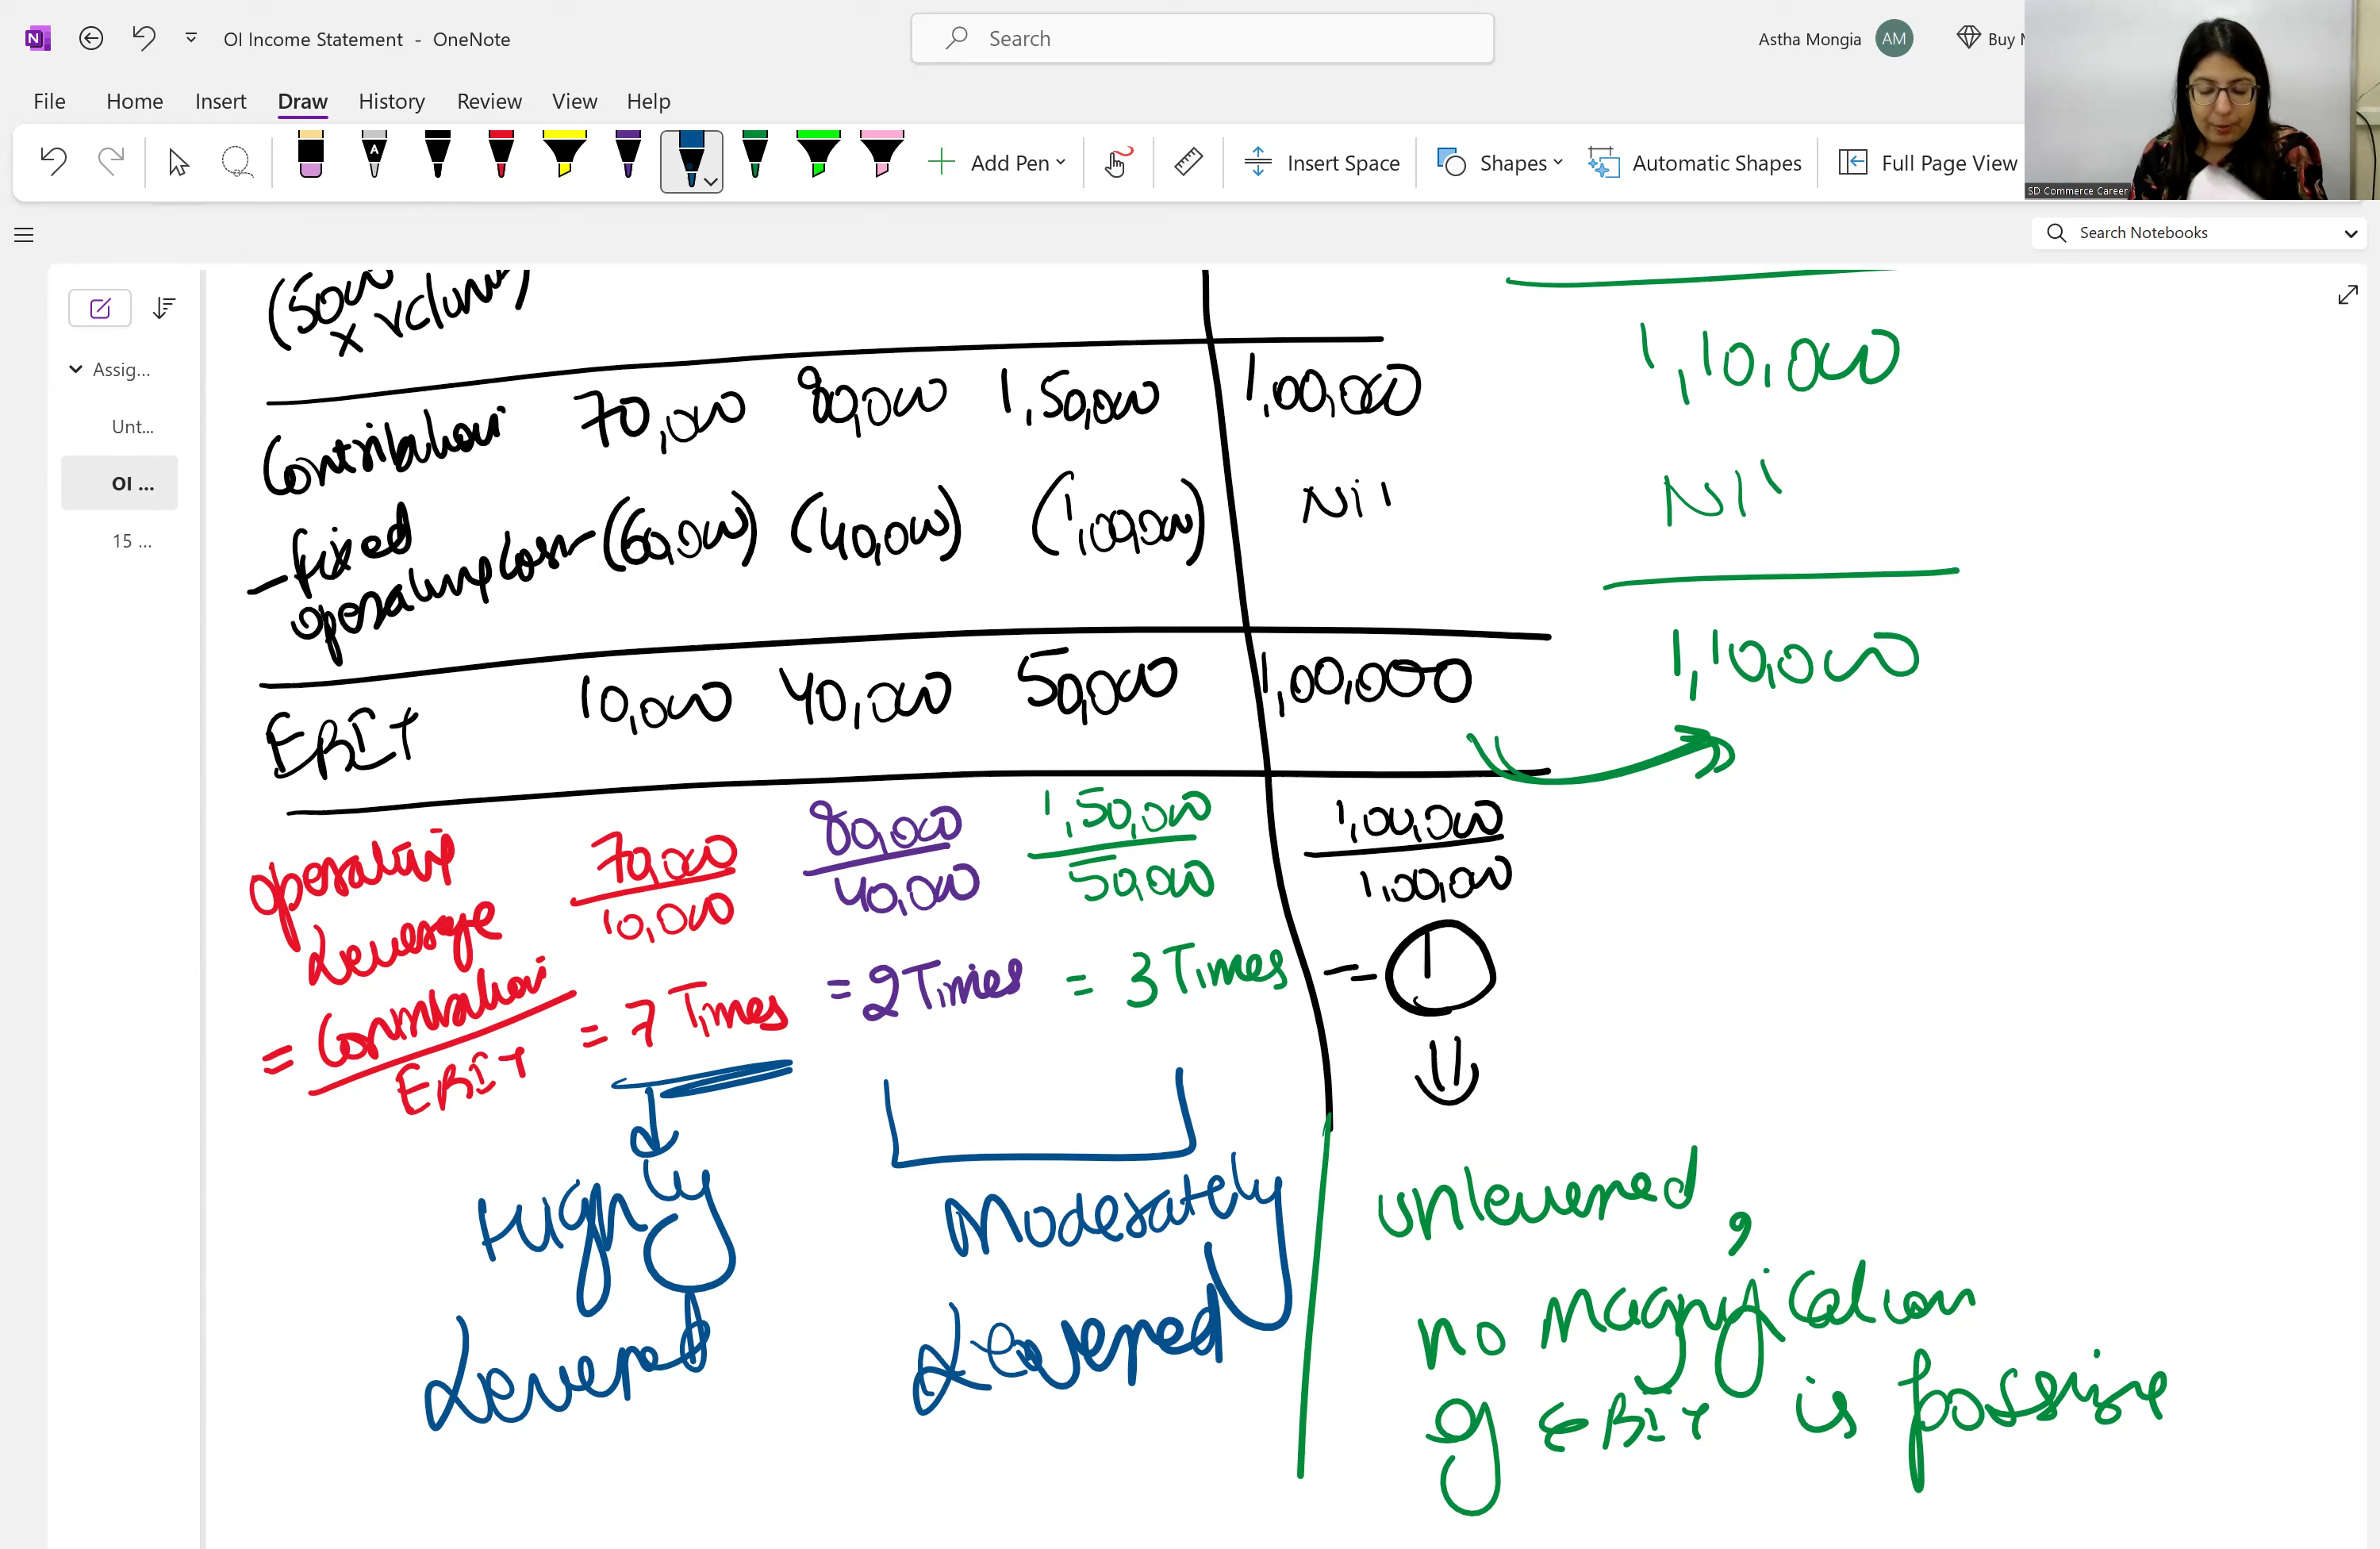 OI Income Statement - OneNote
Search
Astha Mongia AM
Buy
File Home Insert Draw History Review View Help
Add Pen
Insert Space
Shapes
Automatic Shapes
Full Page View
SD Commerce Career
Search Notebooks
Assig...
Unt...
OI ...
15 ...
(5000
x volume)
1,10,000
Contribution 70,000 80,000 1,50,000 1,00,000
- fixed (60,000) (40,000) (1,00,000) Nil Nil
operating cost
EBIT 10,000 40,000 50,000 1,00,000 1,10,000
operating 70,000 80,000 1,50,000 1,00,000
Leverage 10,000 40,000 50,000 1,00,000
= Contribution = 7 Times = 2 Times = 3 Times = 1
EBIT
Highly Moderately unlevered,
Levered Levered no magnification
of EBIT is possible